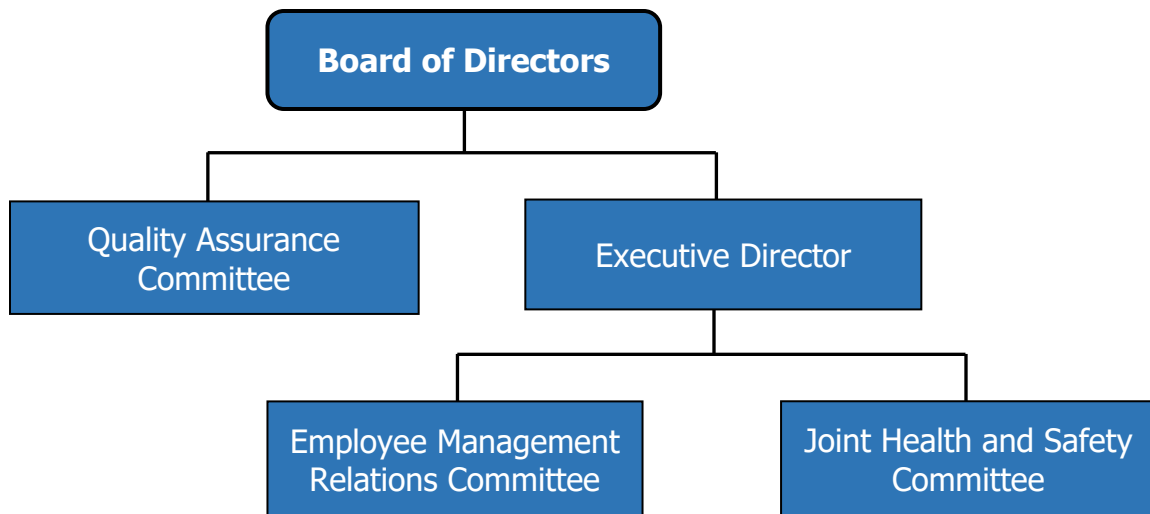 Board of Directors
Quality Assurance
Committee
Executive Director
Employee Management
Relations Committee
Joint Health and Safety
Committee